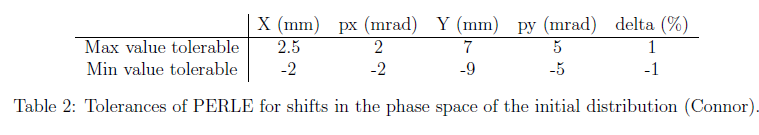 X (mm) px (mrad) Y (mm) py (mrad) delta (%)
Max value tolerable 2.5 2 7 5 1
Min value tolerable -2 -2 -9 -5 -1
Table 2: Tolerances of PERLE for shifts in the phase space of the initial distribution (Connor).